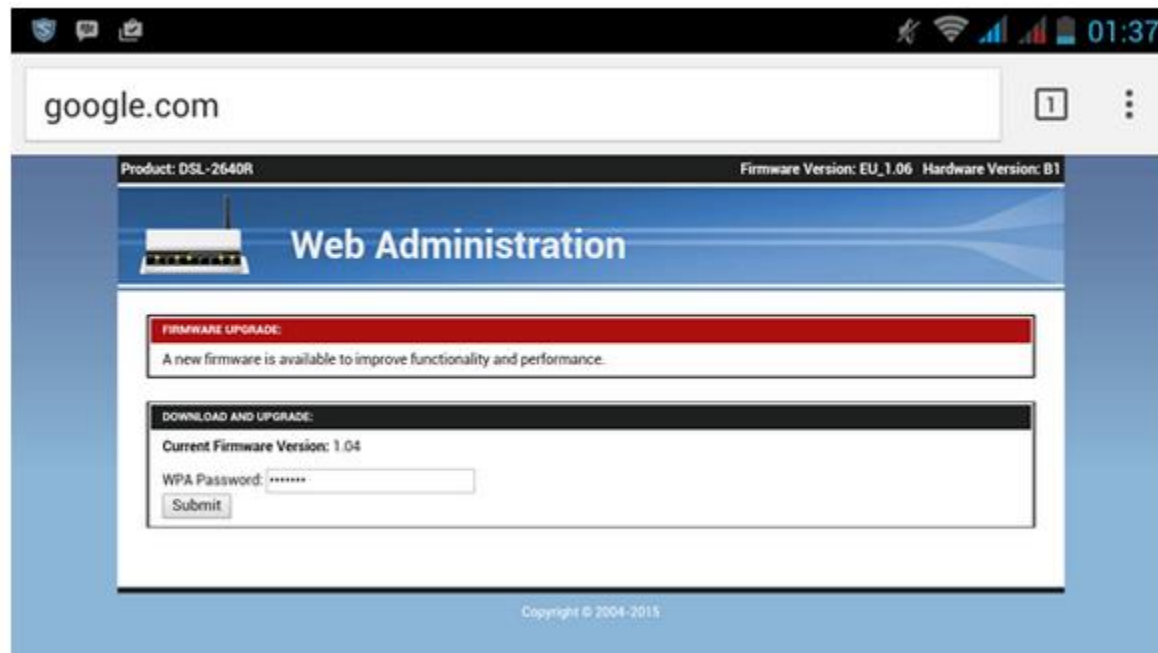 01:37
google.com
1
Product: DSL-2640R Firmware Version: EU_1.06 Hardware Version: B1
Web Administration
FIRMWARE UPGRADE:
A new firmware is available to improve functionality and performance.
DOWNLOAD AND UPGRADE:
Current Firmware Version: 1.04
WPA Password: •••••••
Submit
Copyright © 2004-2015